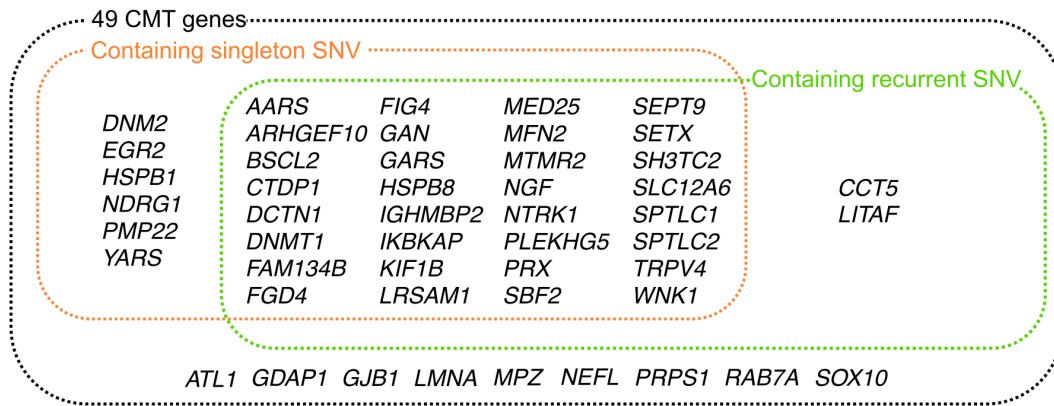 49 CMT genes
Containing singleton SNV
Containing recurrent SNV
DNM2
EGR2
HSPB1
NDRG1
PMP22
YARS
AARS FIG4 MED25 SEPT9
ARHGEF10 GAN MFN2 SETX
BSCL2 GARS MTMR2 SH3TC2
CTDP1 HSPB8 NGF SLC12A6
DCTN1 IGHMBP2 NTRK1 SPTLC1
DNMT1 IKBKAP PLEKHG5 SPTLC2
FAM134B KIF1B PRX TRPV4
FGD4 LRSAM1 SBF2 WNK1
CCT5
LITAF
ATL1 GDAP1 GJB1 LMNA MPZ NEFL PRPS1 RAB7A SOX10